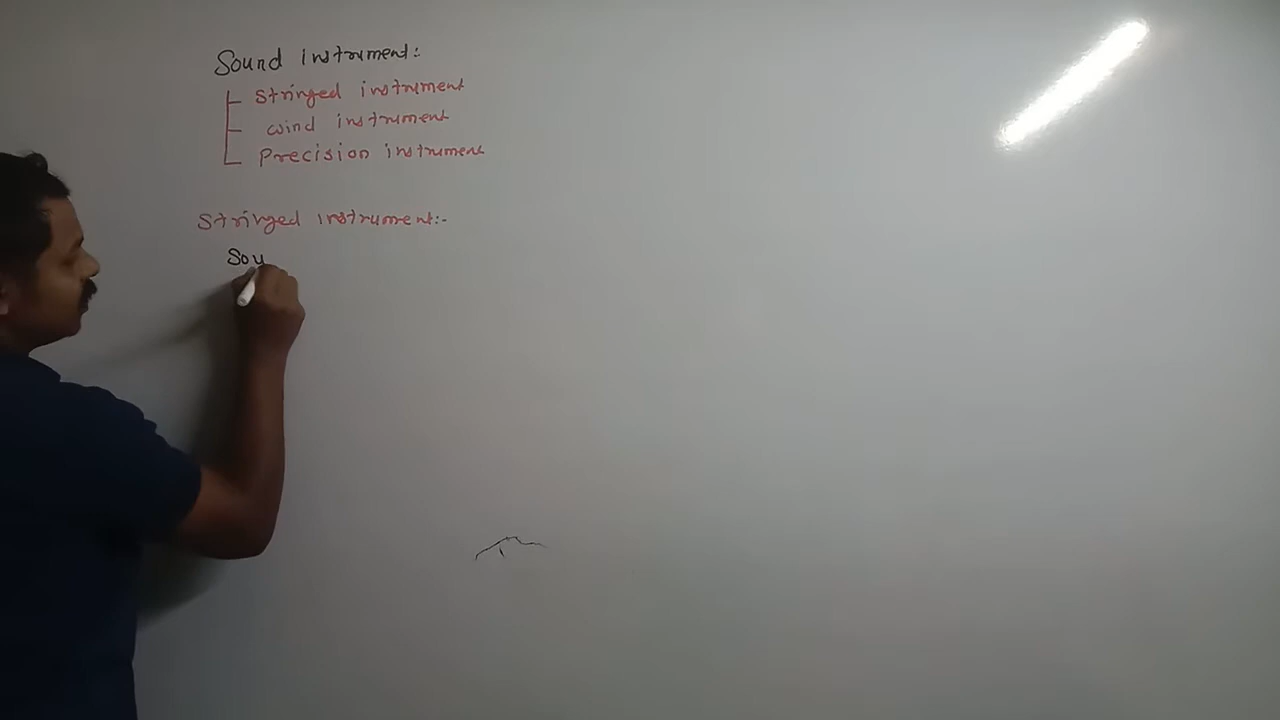 Sound instrument:
stringed instrument
wind instrument
Precision instrument
Stringed instrument:-
Sou